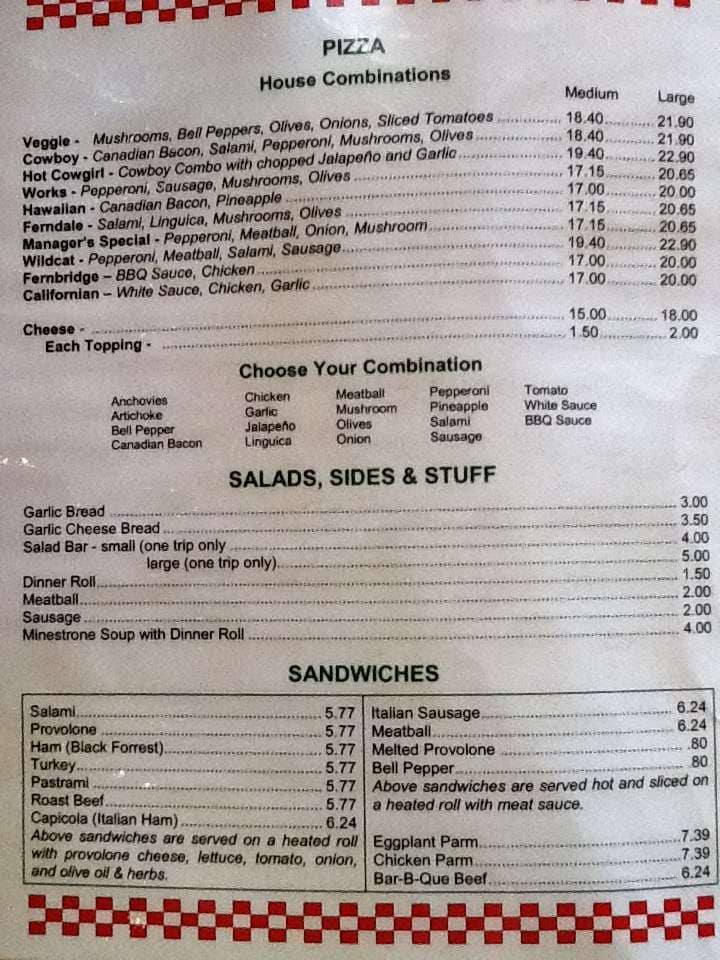 PIZZA
House Combinations
Medium Large
Veggie - Mushrooms, Bell Peppers, Olives, Onions, Sliced Tomatoes ... 18.40 ... 21.90
Cowboy - Canadian Bacon, Salami, Pepperoni, Mushrooms, Olives ... 18.40 ... 21.90
Hot Cowgirl - Cowboy Combo with chopped Jalapeño and Garlic ... 19.40 ... 22.90
Works - Pepperoni, Sausage, Mushrooms, Olives ... 17.15 ... 20.65
Hawaiian - Canadian Bacon, Pineapple ... 17.00 ... 20.00
Ferndale - Salami, Linguica, Mushrooms, Olives ... 17.15 ... 20.65
Manager's Special - Pepperoni, Meatball, Onion, Mushroom ... 17.15 ... 20.65
Wildcat - Pepperoni, Meatball, Salami, Sausage ... 19.40 ... 22.90
Fernbridge – BBQ Sauce, Chicken ... 17.00 ... 20.00
Californian – White Sauce, Chicken, Garlic ... 17.00 ... 20.00
Cheese - ... 15.00 ... 18.00
Each Topping - ... 1.50 ... 2.00
Choose Your Combination
Anchovies Chicken Meatball Pepperoni Tomato
Artichoke Garlic Mushroom Pineapple White Sauce
Bell Pepper Jalapeño Olives Salami BBQ Sauce
Canadian Bacon Linguica Onion Sausage
SALADS, SIDES & STUFF
Garlic Bread ... 3.00
Garlic Cheese Bread ... 3.50
Salad Bar - small (one trip only ... 4.00
large (one trip only) ... 5.00
Dinner Roll ... 1.50
Meatball ... 2.00
Sausage ... 2.00
Minestrone Soup with Dinner Roll ... 4.00
SANDWICHES
Salami ... 5.77
Provolone ... 5.77
Ham (Black Forrest) ... 5.77
Turkey ... 5.77
Pastrami ... 5.77
Roast Beef ... 5.77
Capicola (Italian Ham) ... 6.24
Above sandwiches are served on a heated roll
with provolone cheese, lettuce, tomato, onion,
and olive oil & herbs.
Italian Sausage ... 6.24
Meatball ... 6.24
Melted Provolone ... .80
Bell Pepper ... .80
Above sandwiches are served hot and sliced on
a heated roll with meat sauce.
Eggplant Parm ... 7.39
Chicken Parm ... 7.39
Bar-B-Que Beef ... 6.24